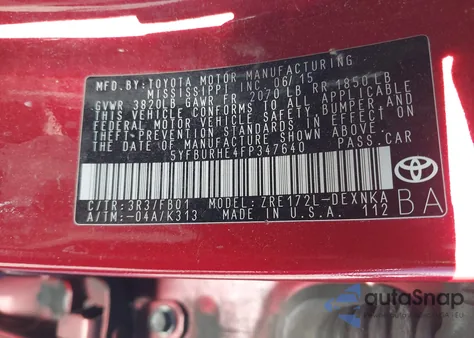 MFD. BY: TOYOTA MOTOR MANUFACTURING
MISSISSIPPI INC. 06/15
GVWR 3820LB GAWR FR 2070 LB, RR 1850 LB
THIS VEHICLE CONFORMS TO ALL APPLICABLE
FEDERAL MOTOR VEHICLE SAFETY, BUMPER, AND
THEFT-PREVENTION STANDARDS IN EFFECT ON
THE DATE OF MANUFACTURE SHOWN ABOVE.
5YFBURHE4FP347640 PASS.CAR
C/TR: 3R3/FB01 MODEL: ZRE172L-DEXNKA
A/TM: -04A/K313 MADE IN U.S.A. 112
BA
autoSnap